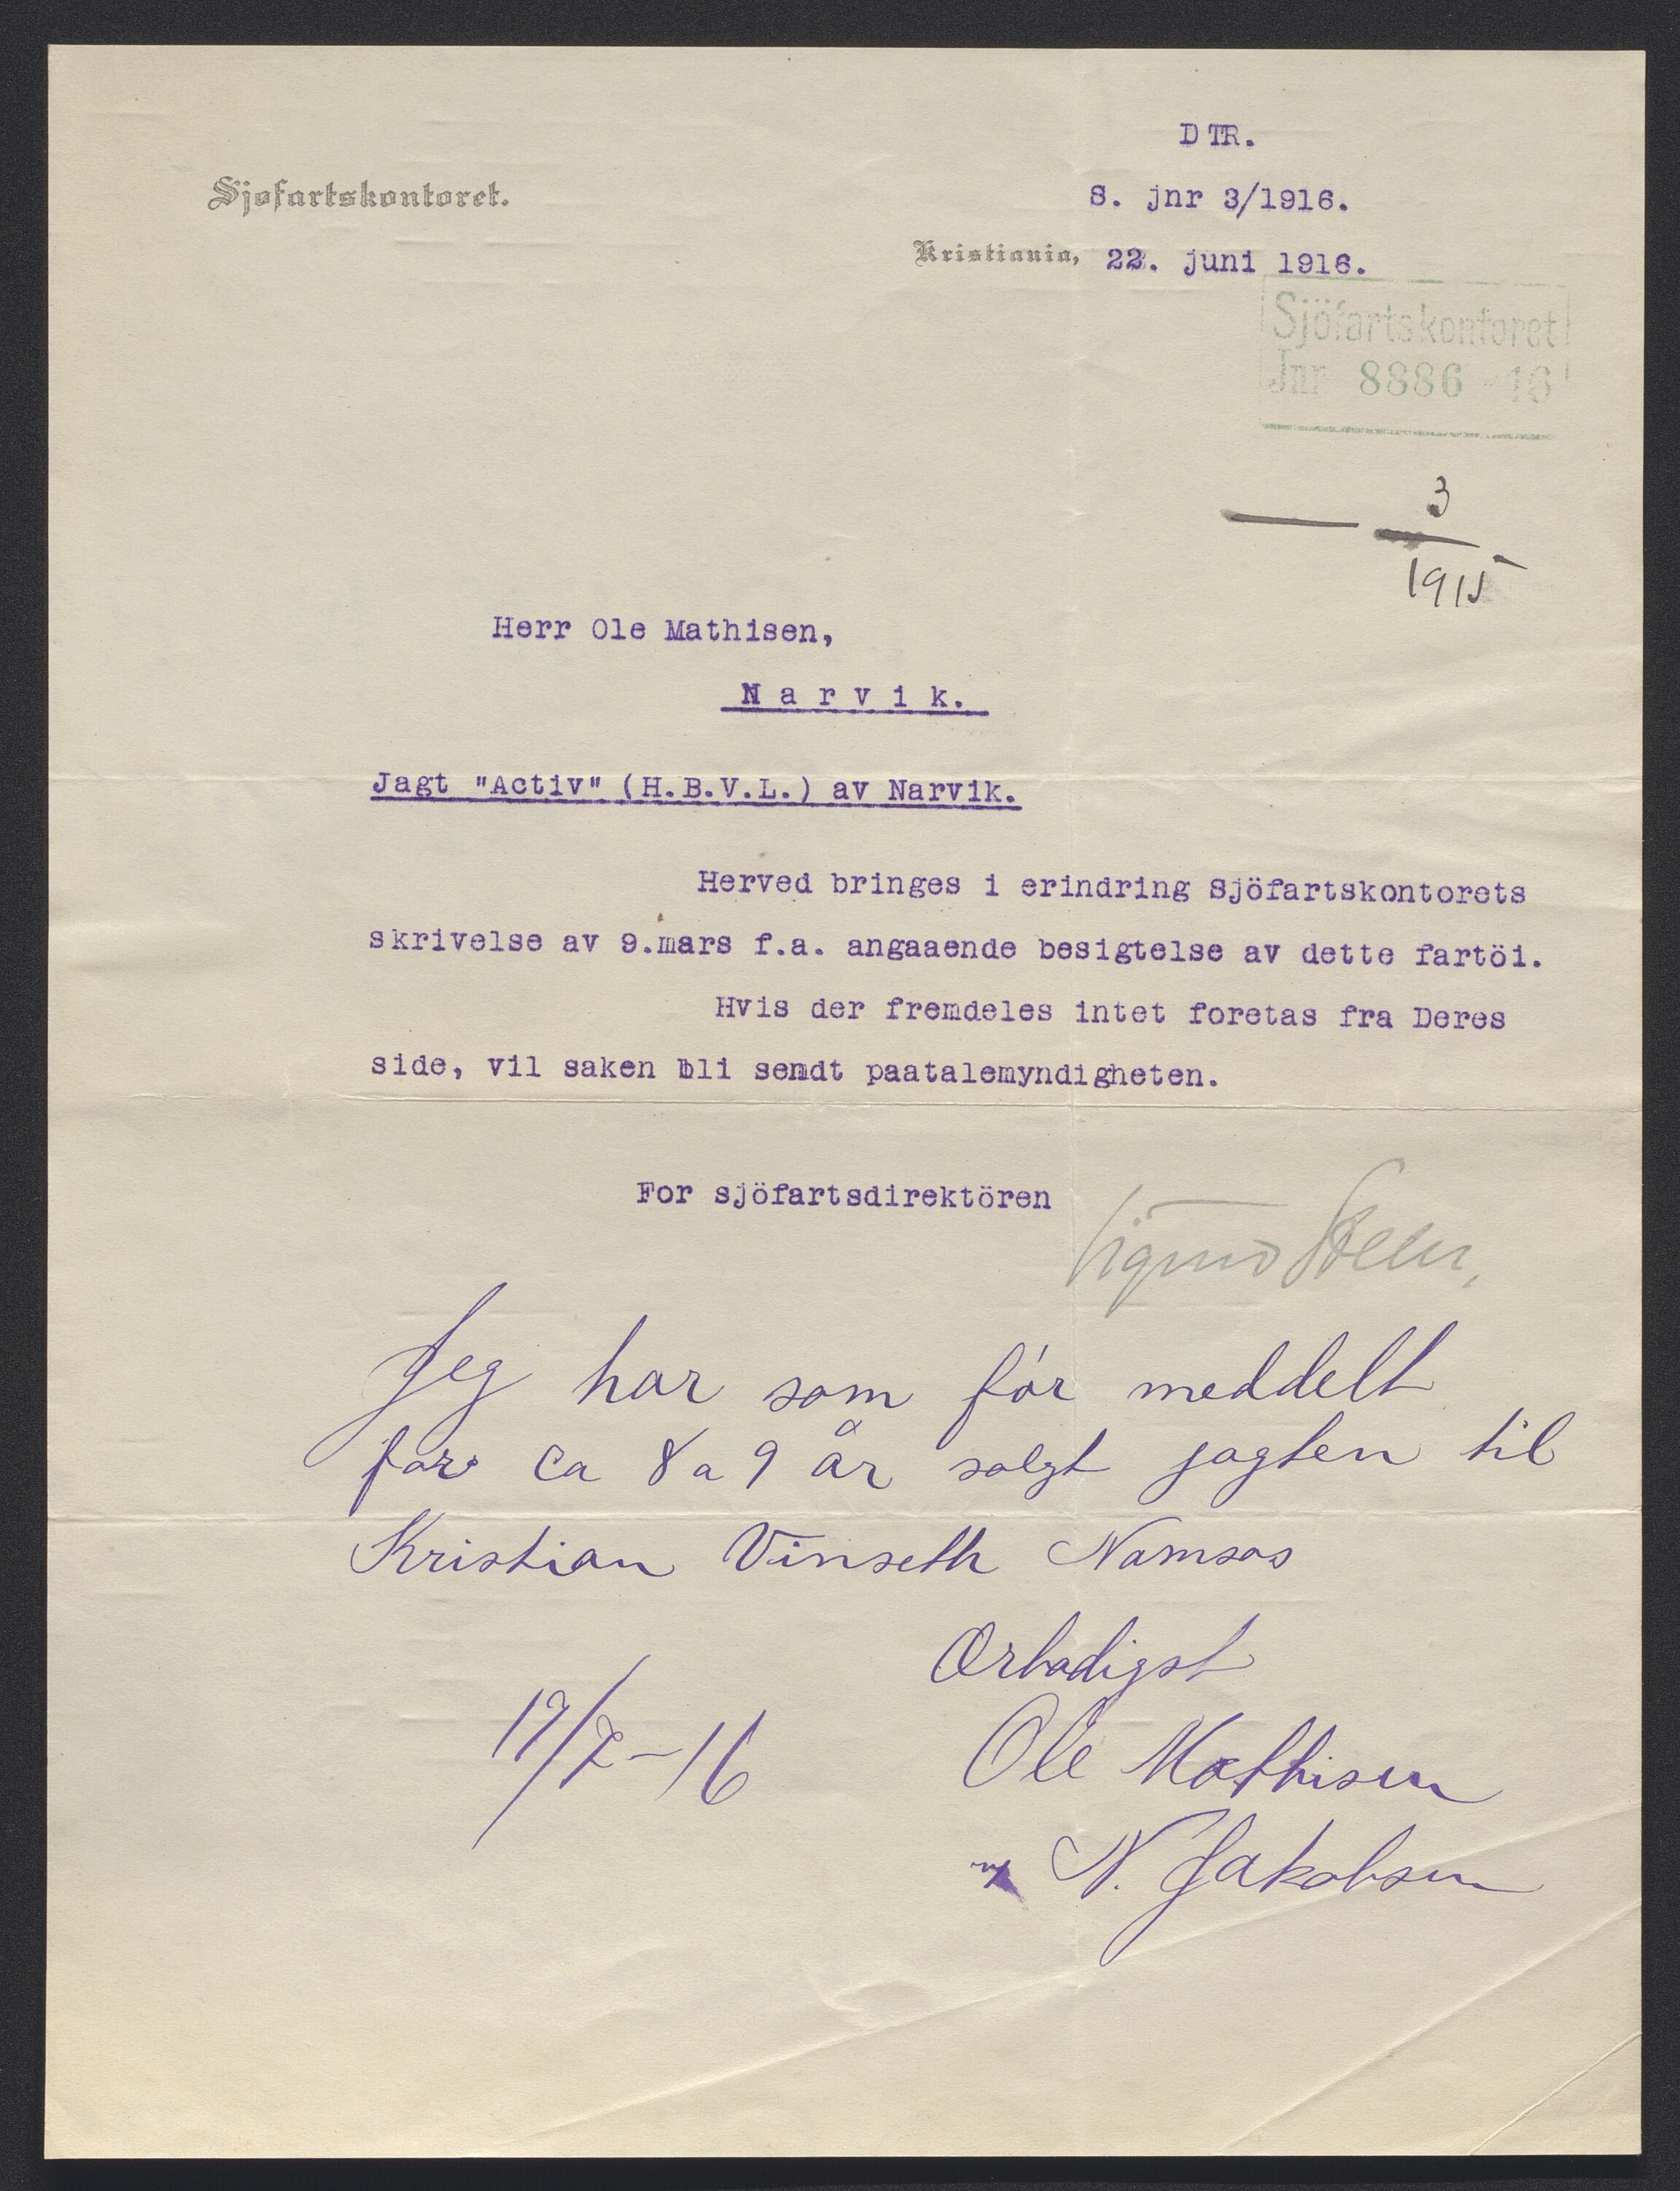 DTR.
Sjøfartskontoret.
S. jnr 3/1916.
Kristiania, 22. juni 1916.
Sjöfartskontoret
Jnr 8886 - 16
3
1915
Herr Ole Mathisen,
Narvik.
Jagt "Activ" (H.B.V.L.) av Narvik.
Herved bringes i erindring Sjöfartskontorets
skrivelse av 9.mars f.a. angaaende besigtelse av dette fartöi.
Hvis der fremdeles intet foretas fra Deres
side, vil saken bli sendt paatalemyndigheten.
For sjöfartsdirektören
Jeg har som för meddelt
for ca 8 a 9 år solgt jagten til
Kristian Vinseth Namsos
Ærbødigst
17/7-16
Ole Mathisen
N. Jakobsen